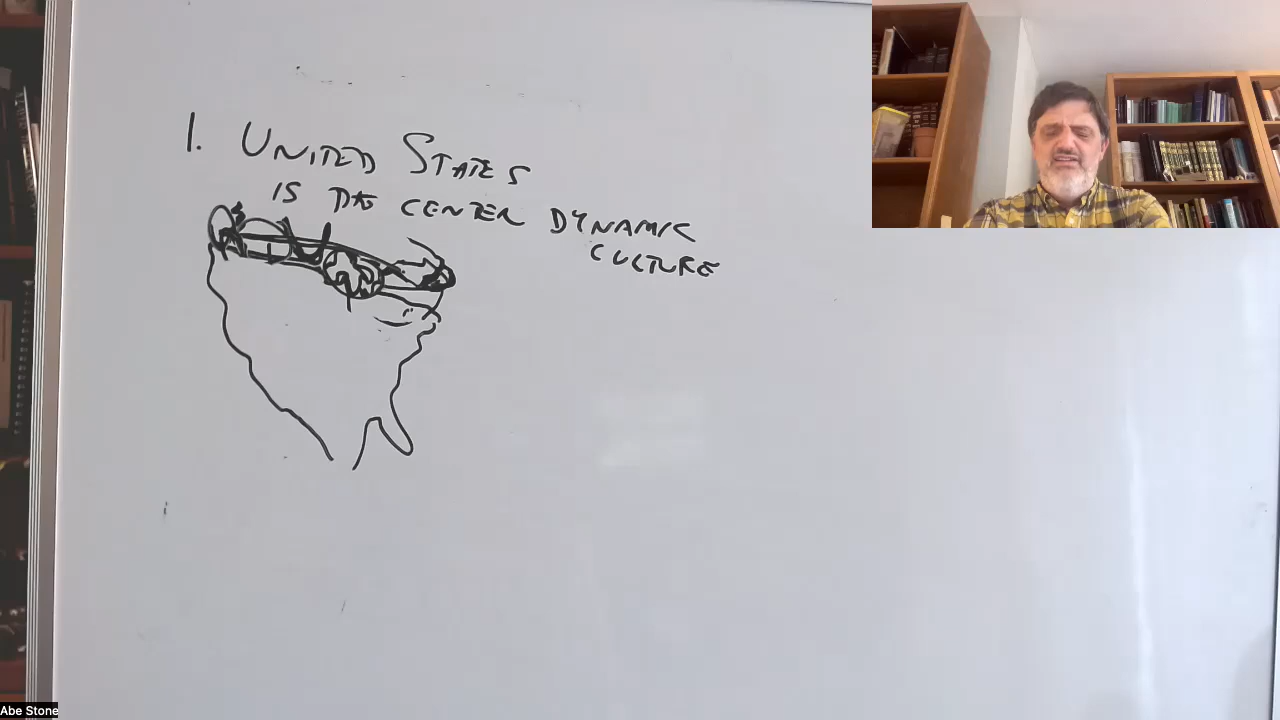 1. UNITED STATES
IS THE CENTER DYNAMIC
CULTURE
Abe Stone